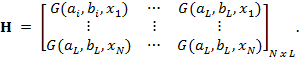 H = [ G(a_i, b_i, x_1) ⋯ G(a_L, b_L, x_1)
⋮ ⋮ ⋮
G(a_L, b_L, x_N) ⋯ G(a_L, b_L, x_N) ]_{N x L} .